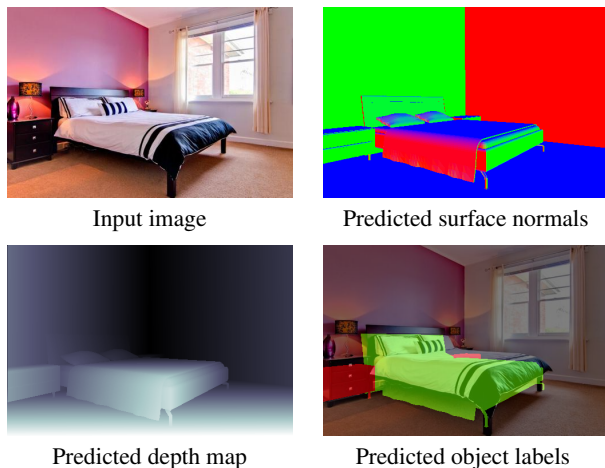 Input image
Predicted surface normals
Predicted depth map
Predicted object labels